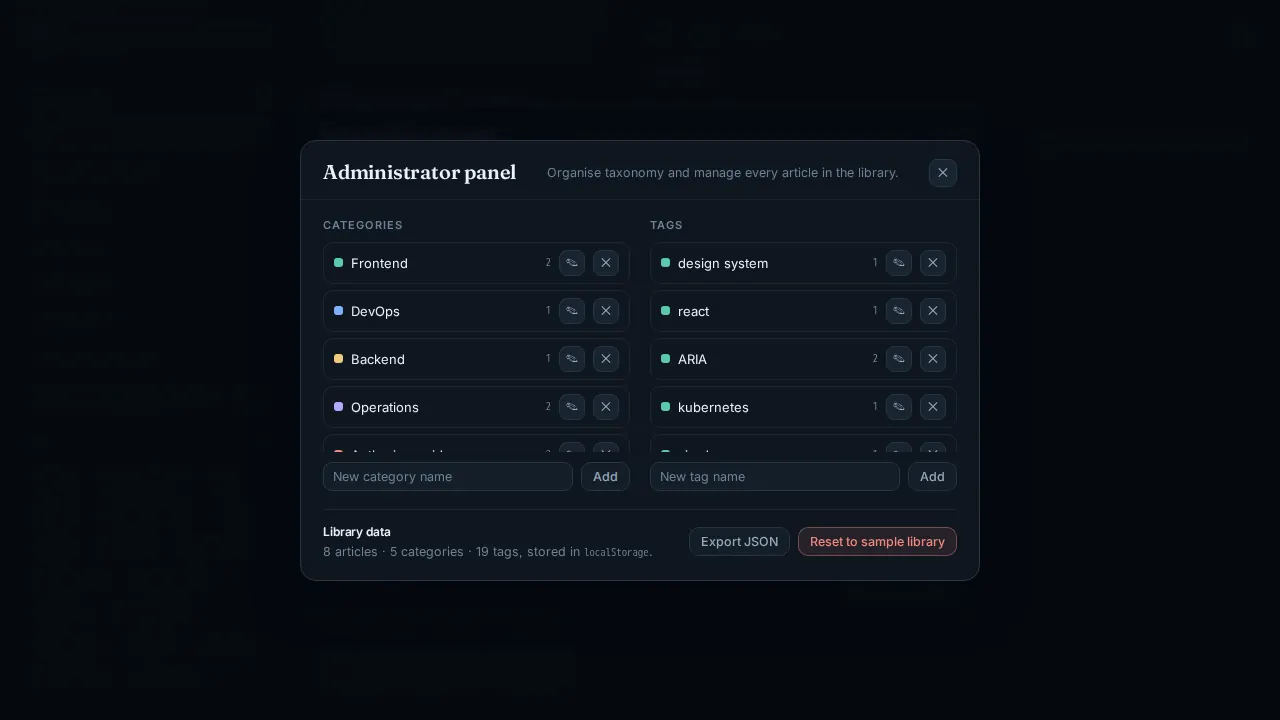 Administrator panel
Organise taxonomy and manage every article in the library.
CATEGORIES
Frontend 2
DevOps 1
Backend 1
Operations 2
New category name Add
TAGS
design system 1
react 1
ARIA 2
kubernetes 1
New tag name Add
Library data
8 articles · 5 categories · 19 tags, stored in localStorage.
Export JSON
Reset to sample library